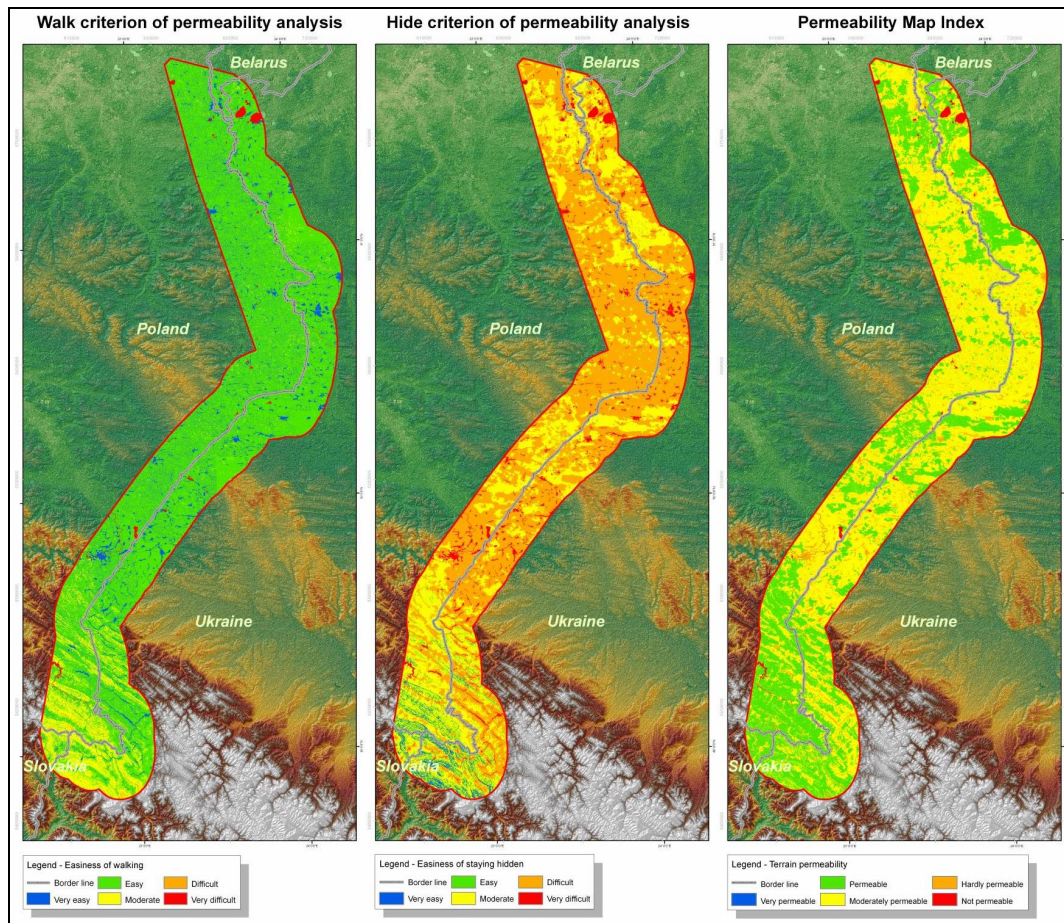 Walk criterion of permeability analysis
Hide criterion of permeability analysis
Permeability Map Index
Belarus
Belarus
Belarus
Poland
Poland
Poland
Ukraine
Ukraine
Ukraine
Slovakia
Slovakia
Slovakia
Legend - Easiness of walking
Border line
Easy
Difficult
Very easy
Moderate
Very difficult
Legend - Easiness of staying hidden
Border line
Easy
Difficult
Very easy
Moderate
Very difficult
Legend - Terrain permeability
Border line
Permeable
Hardly permeable
Very permeable
Moderately permeable
Not permeable